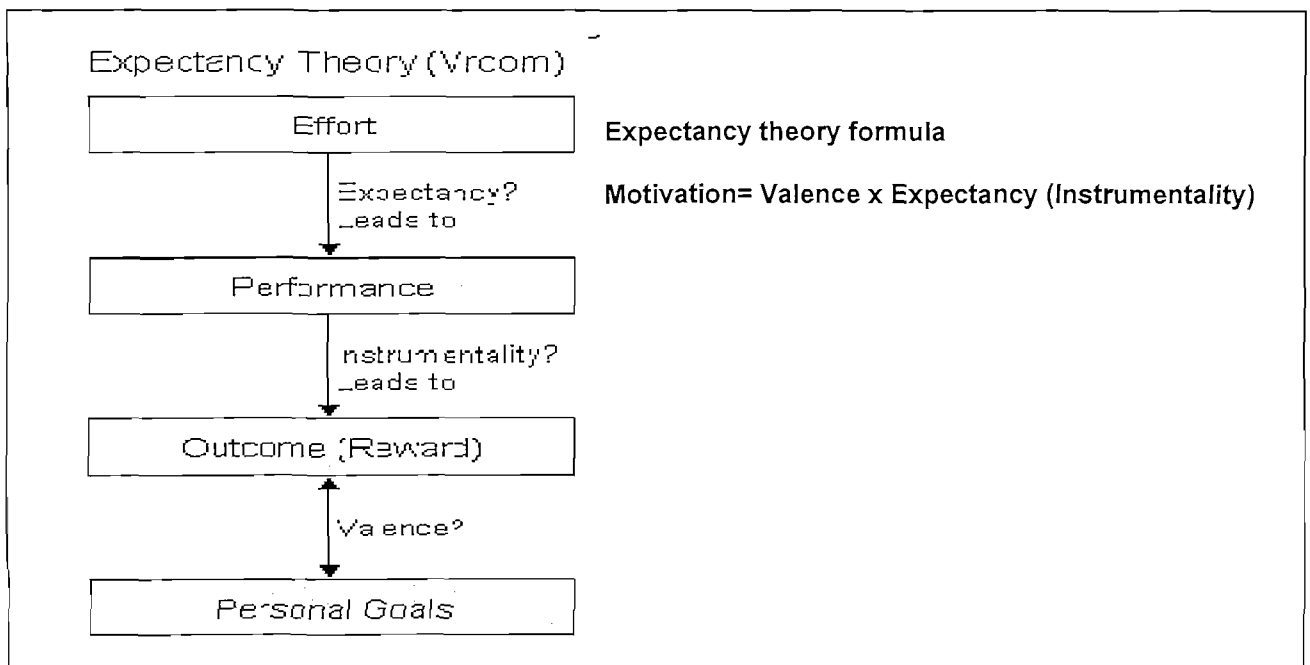 Expectancy Theory (Vrcom)
Effort
Expectancy theory formula
Expectancy?
Leads to
Motivation= Valence x Expectancy (Instrumentality)
Performance
Instrumentality?
Leads to
Outcome (Reward)
Valence?
Personal Goals